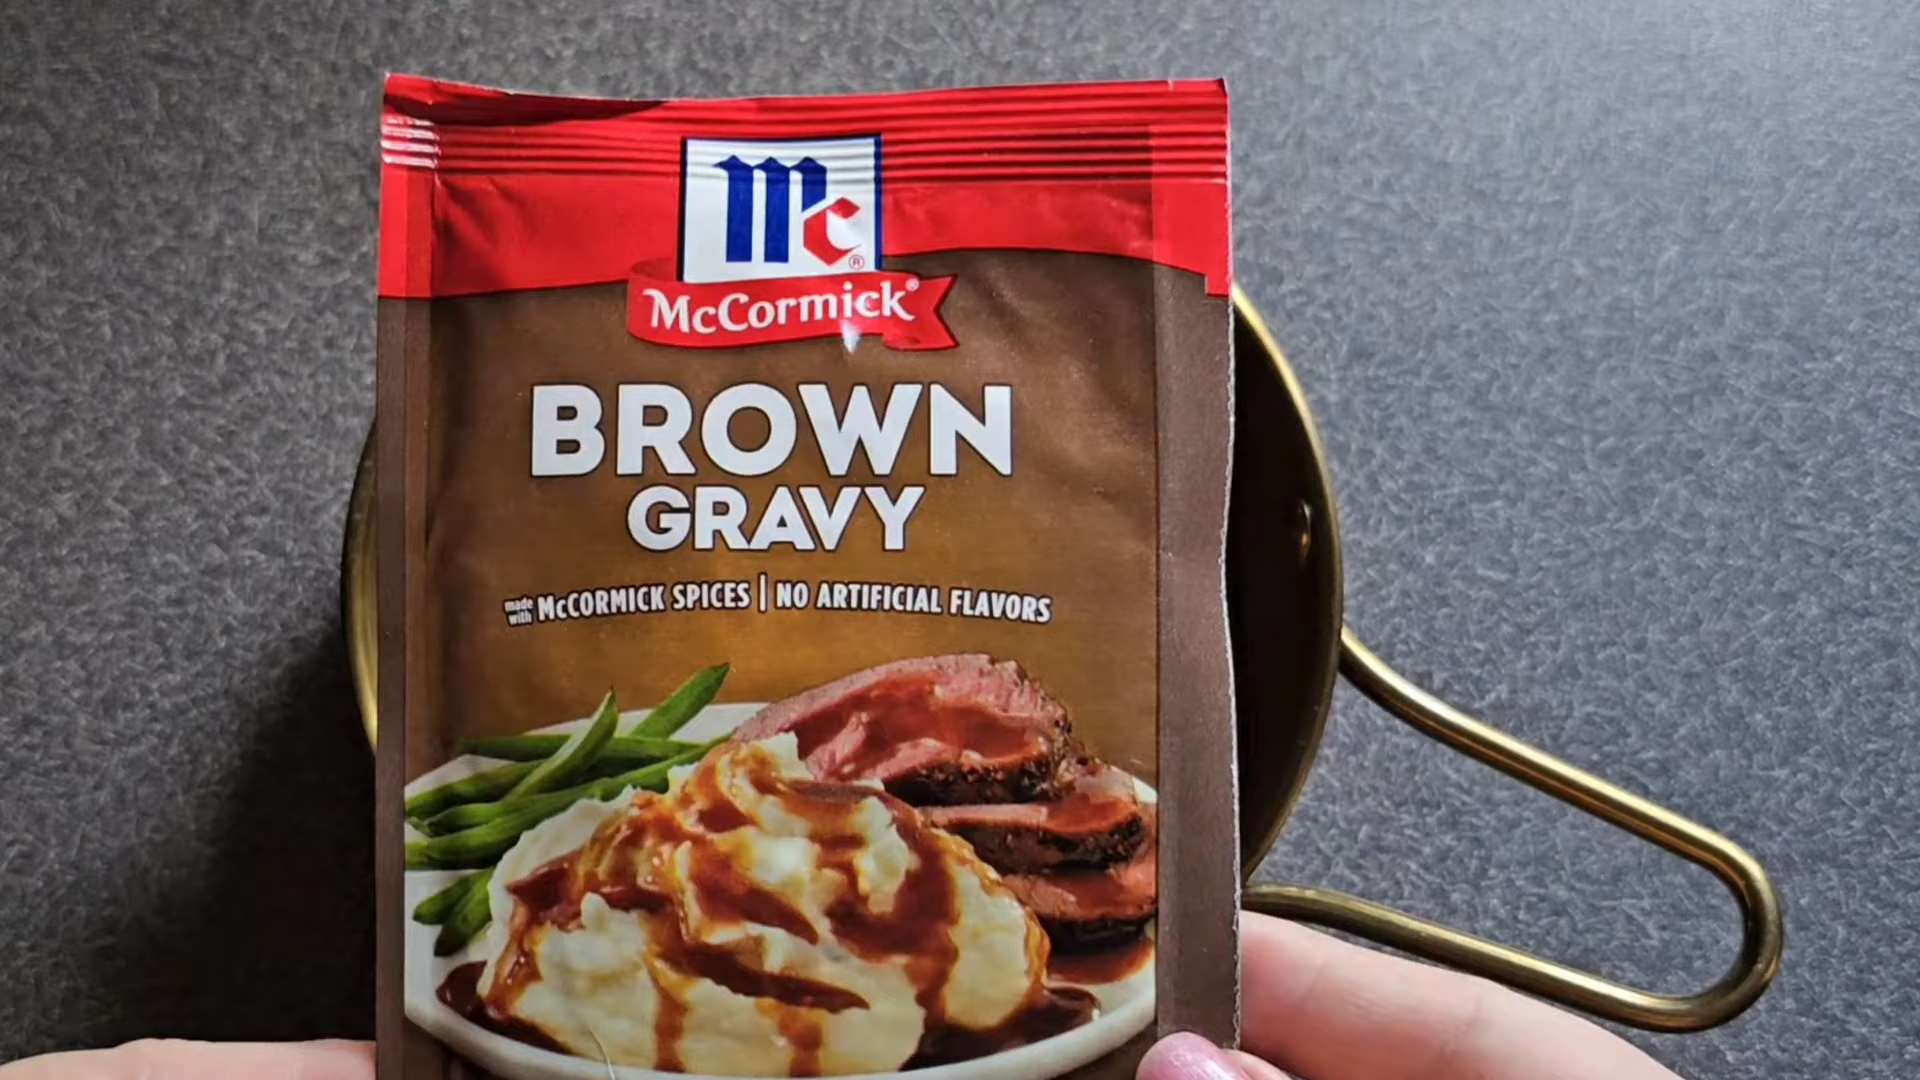 Mc®
McCormick®
BROWN
GRAVY
made with McCORMICK SPICES | NO ARTIFICIAL FLAVORS